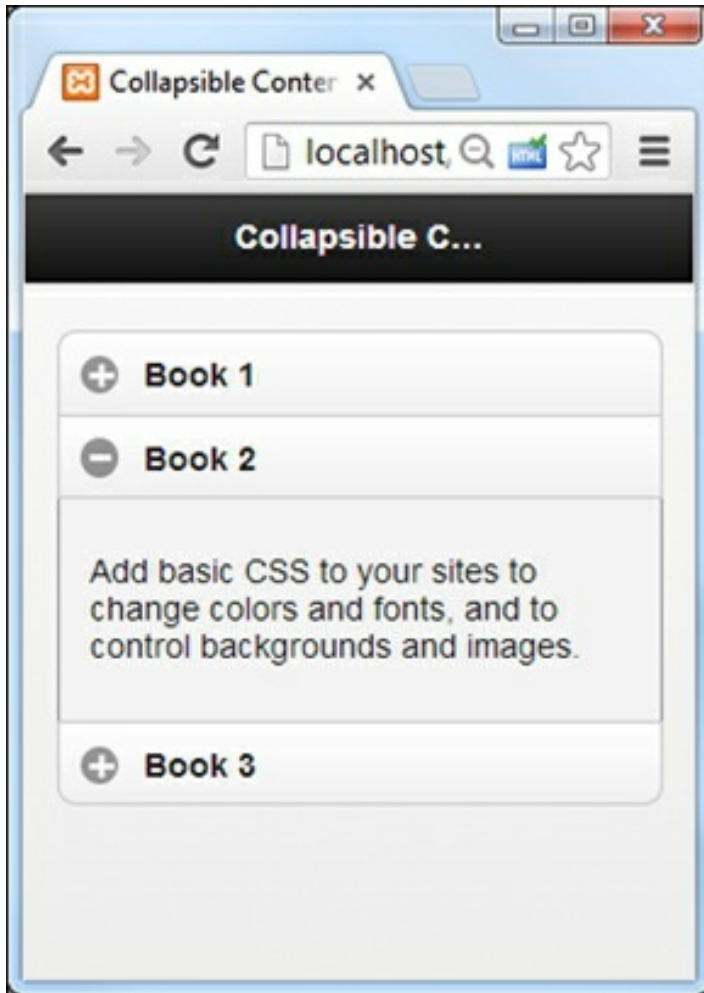 Collapsible Conter
localhost,
HTML
Collapsible C...
Book 1
Book 2
Add basic CSS to your sites to
change colors and fonts, and to
control backgrounds and images.
Book 3